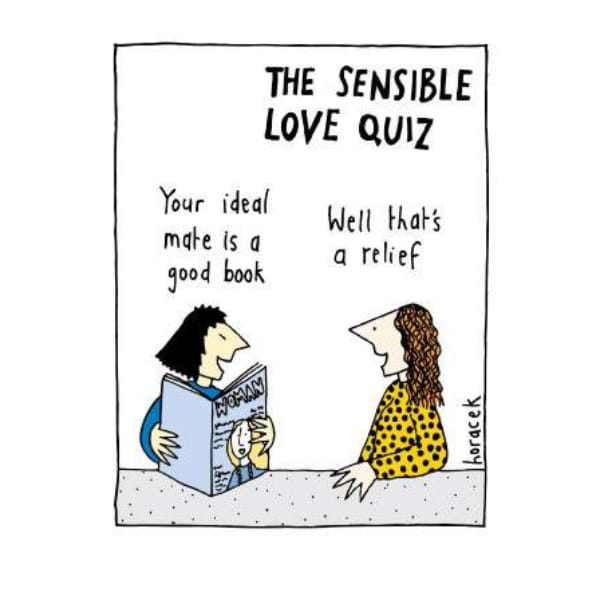 THE SENSIBLE
LOVE QUIZ
Your ideal
mate is a
good book
Well that's
a relief
WOMAN
horacek